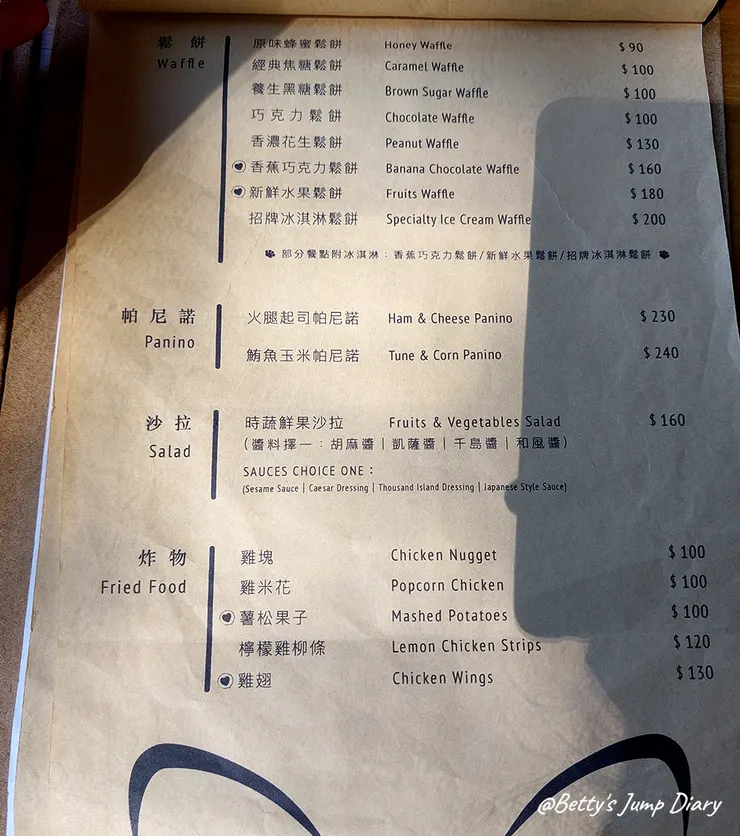 鬆餅 原味蜂蜜鬆餅 Honey Waffle $90
Waffle 經典焦糖鬆餅 Caramel Waffle $100
養生黑糖鬆餅 Brown Sugar Waffle $100
巧克力鬆餅 Chocolate Waffle $100
香濃花生鬆餅 Peanut Waffle $130
香蕉巧克力鬆餅 Banana Chocolate Waffle $160
新鮮水果鬆餅 Fruits Waffle $180
招牌冰淇淋鬆餅 Specialty Ice Cream Waffle $200
部分餐點附冰淇淋:香蕉巧克力鬆餅/新鮮水果鬆餅/招牌冰淇淋鬆餅
帕尼諾 火腿起司帕尼諾 Ham & Cheese Panino $230
Panino
鮪魚玉米帕尼諾 Tune & Corn Panino $240
沙拉 時蔬鮮果沙拉 Fruits & Vegetables Salad $160
Salad (醬料擇一:胡麻醬|凱薩醬|千島醬|和風醬)
SAUCES CHOICE ONE:
(Sesame Sauce | Caesar Dressing | Thousand Island Dressing | Japanese Style Sauce)
炸物 雞塊 Chicken Nugget $100
Fried Food 雞米花 Popcorn Chicken $100
薯松果子 Mashed Potatoes $100
檸檬雞柳條 Lemon Chicken Strips $120
雞翅 Chicken Wings $130
@Betty's Jump Diary